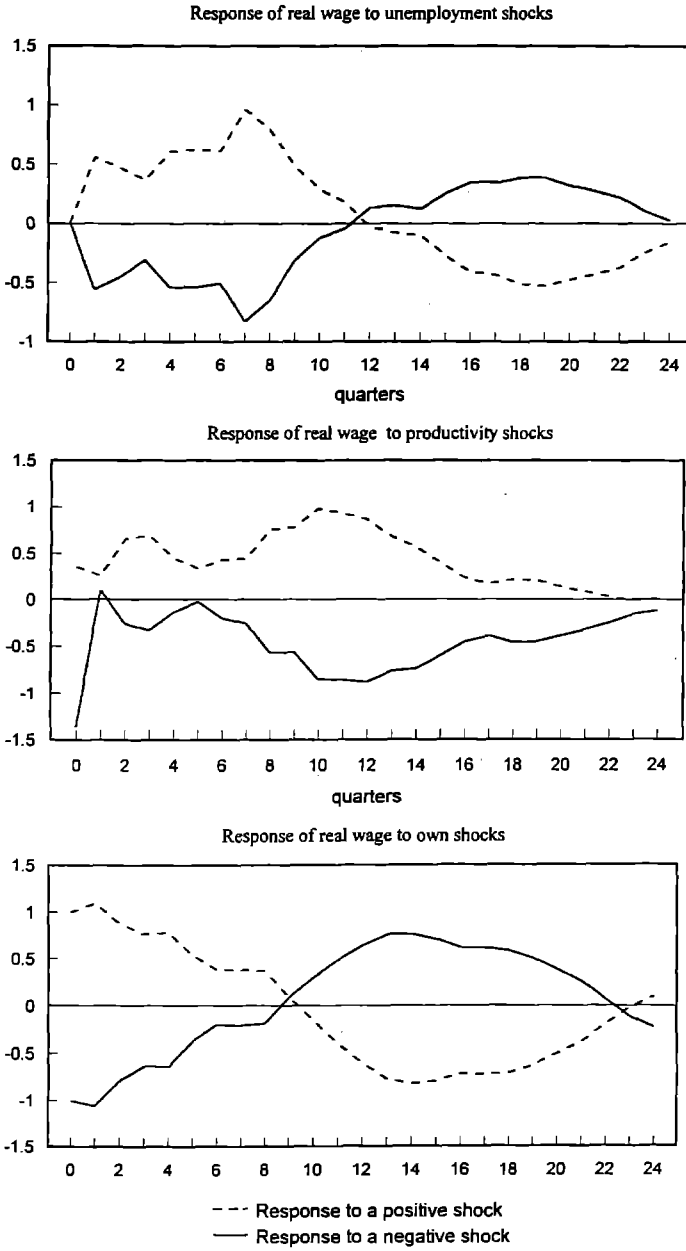 Response of real wage to unemployment shocks
1.5
1
0.5
0
-0.5
-1
0 2 4 6 8 10 12 14 16 18 20 22 24
quarters
Response of real wage to productivity shocks
1.5
1
0.5
0
-0.5
-1
-1.5
0 2 4 6 8 10 12 14 16 18 20 22 24
quarters
Response of real wage to own shocks
1.5
1
0.5
0
-0.5
-1
-1.5
0 2 4 6 8 10 12 14 16 18 20 22 24
Response to a positive shock
Response to a negative shock